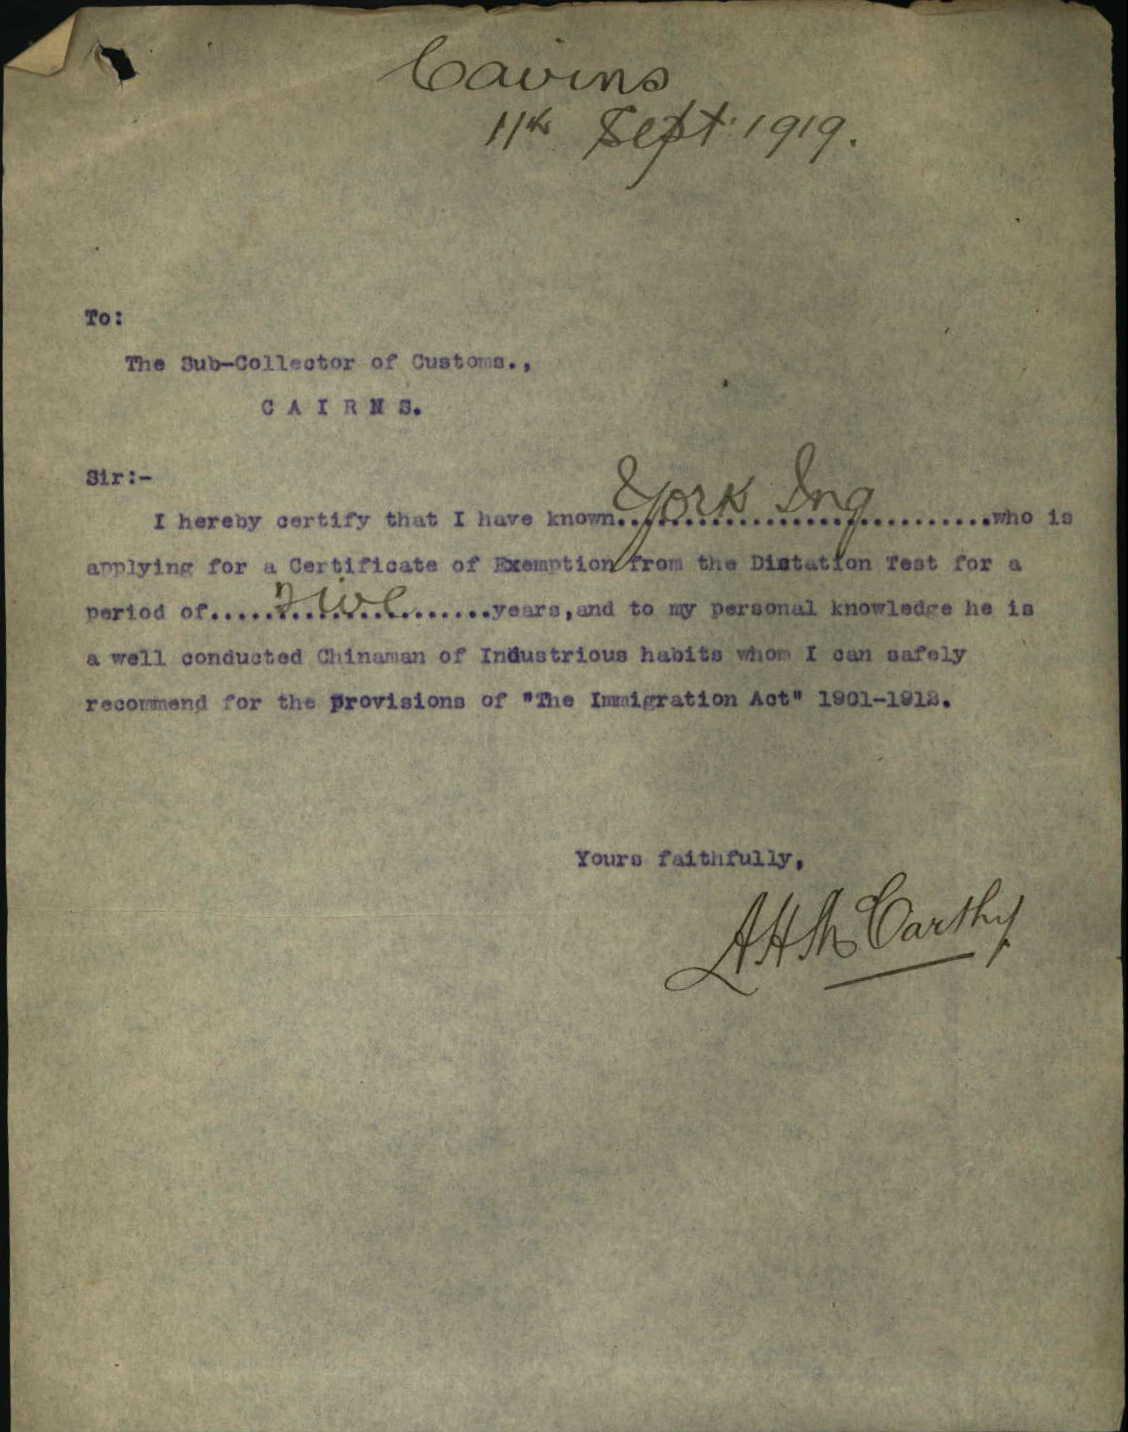 Cairns
11th Sept. 1919.
To:
The Sub-Collector of Customs.,
C A I R N S.
Sir:-
I hereby certify that I have known....York Ing....who is
applying for a Certificate of Exemption from the Dictation Test for a
period of....Five....years,and to my personal knowledge he is
a well conducted Chinaman of Industrious habits whom I can safely
recommend for the provisions of "The Immigration Act" 1901-1912.
Yours faithfully,
A H McCarthy